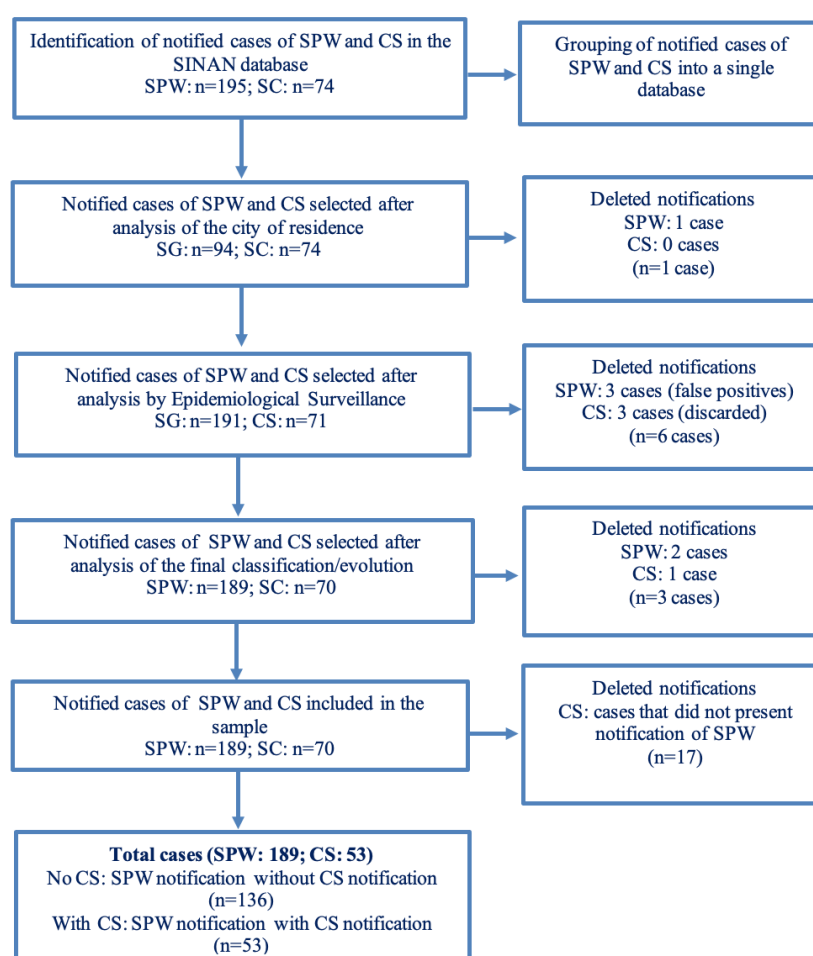 Identification of notified cases of SPW and CS in the
SINAN database
SPW: n=195; SC: n=74
Grouping of notified cases of
SPW and CS into a single
database
Notified cases of SPW and CS selected after
analysis of the city of residence
SG: n=94; SC: n=74
Deleted notifications
SPW: 1 case
CS: 0 cases
(n=1 case)
Notified cases of SPW and CS selected after
analysis by Epidemiological Surveillance
SG: n=191; CS: n=71
Deleted notifications
SPW: 3 cases (false positives)
CS: 3 cases (discarded)
(n=6 cases)
Notified cases of SPW and CS selected after
analysis of the final classification/evolution
SPW: n=189; SC: n=70
Deleted notifications
SPW: 2 cases
CS: 1 case
(n=3 cases)
Notified cases of SPW and CS included in the
sample
SPW: n=189; SC: n=70
Deleted notifications
CS: cases that did not present
notification of SPW
(n=17)
Total cases (SPW: 189; CS: 53)
No CS: SPW notification without CS notification
(n=136)
With CS: SPW notification with CS notification
(n=53)